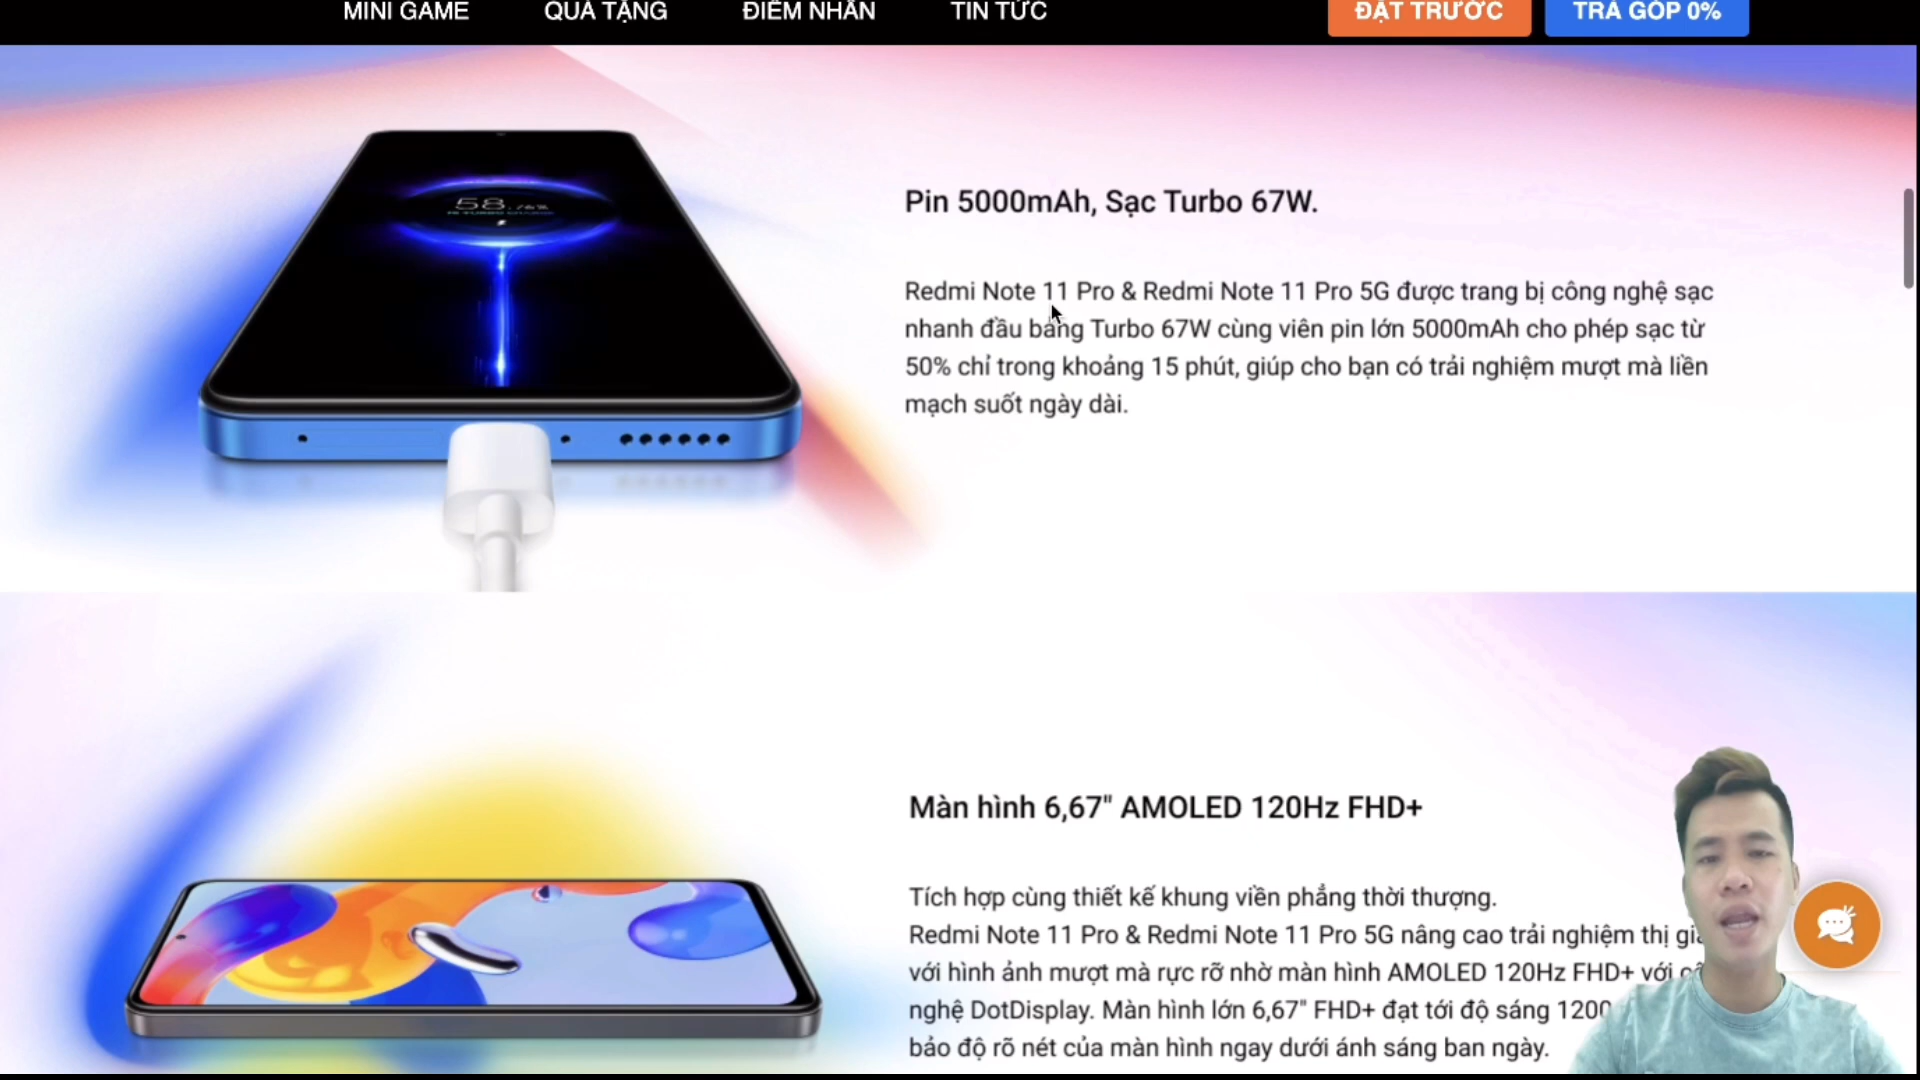 MINI GAME QUÀ TẶNG ĐIỂM NHẤN TIN TỨC ĐẶT TRƯỚC TRẢ GÓP 0%
Pin 5000mAh, Sạc Turbo 67W.
Redmi Note 11 Pro & Redmi Note 11 Pro 5G được trang bị công nghệ sạc
nhanh đầu bảng Turbo 67W cùng viên pin lớn 5000mAh cho phép sạc từ
50% chỉ trong khoảng 15 phút, giúp cho bạn có trải nghiệm mượt mà liền
mạch suốt ngày dài.
58
Màn hình 6,67" AMOLED 120Hz FHD+
Tích hợp cùng thiết kế khung viền phẳng thời thượng.
Redmi Note 11 Pro & Redmi Note 11 Pro 5G nâng cao trải nghiệm thị
với hình ảnh mượt mà rực rỡ nhờ màn hình AMOLED 120Hz FHD+ với
nghệ DotDisplay. Màn hình lớn 6,67" FHD+ đạt tới độ sáng 1200
bảo độ rõ nét của màn hình ngay dưới ánh sáng ban ngày.